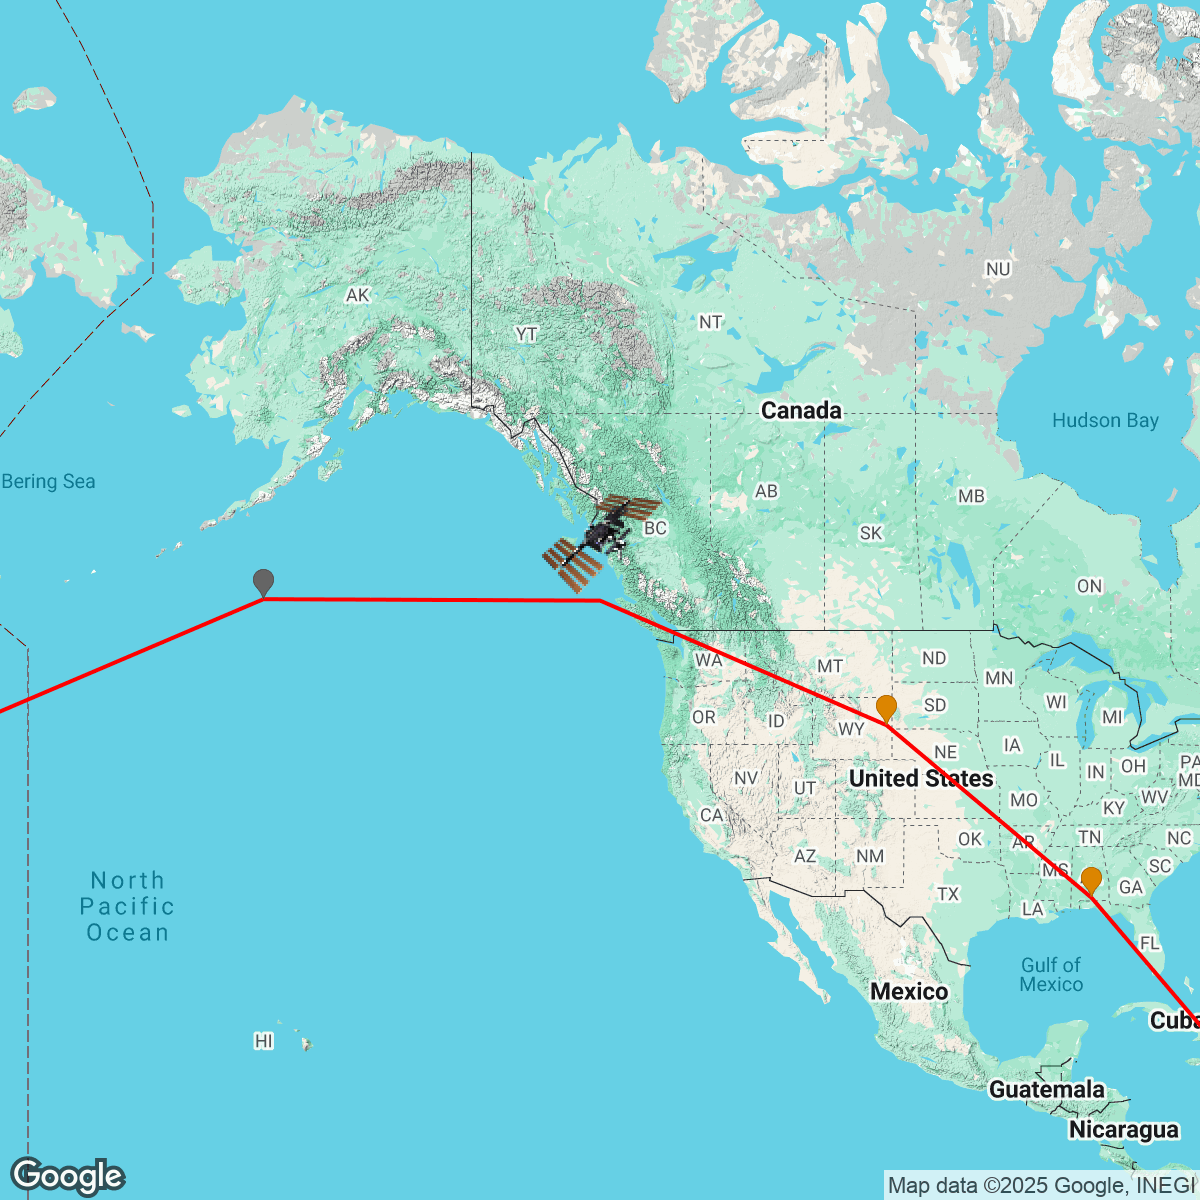 NU
AK
NT
YT
Canada
Hudson Bay
Bering Sea
AB
MB
SK
BC
ON
WA
MT
ND
MN
SD
WI
OR
ID
WY
MI
NE
IA
IL
IN
OH
PA
MD
NV
UT
United States
MO
KY
WV
CA
OK
AR
TN
NC
AZ
NM
MS
SC
GA
TX
LA
North
Pacific
Ocean
FL
Gulf of
Mexico
Mexico
Cuba
HI
Guatemala
Nicaragua
Google
Map data ©2025 Google, INEGI